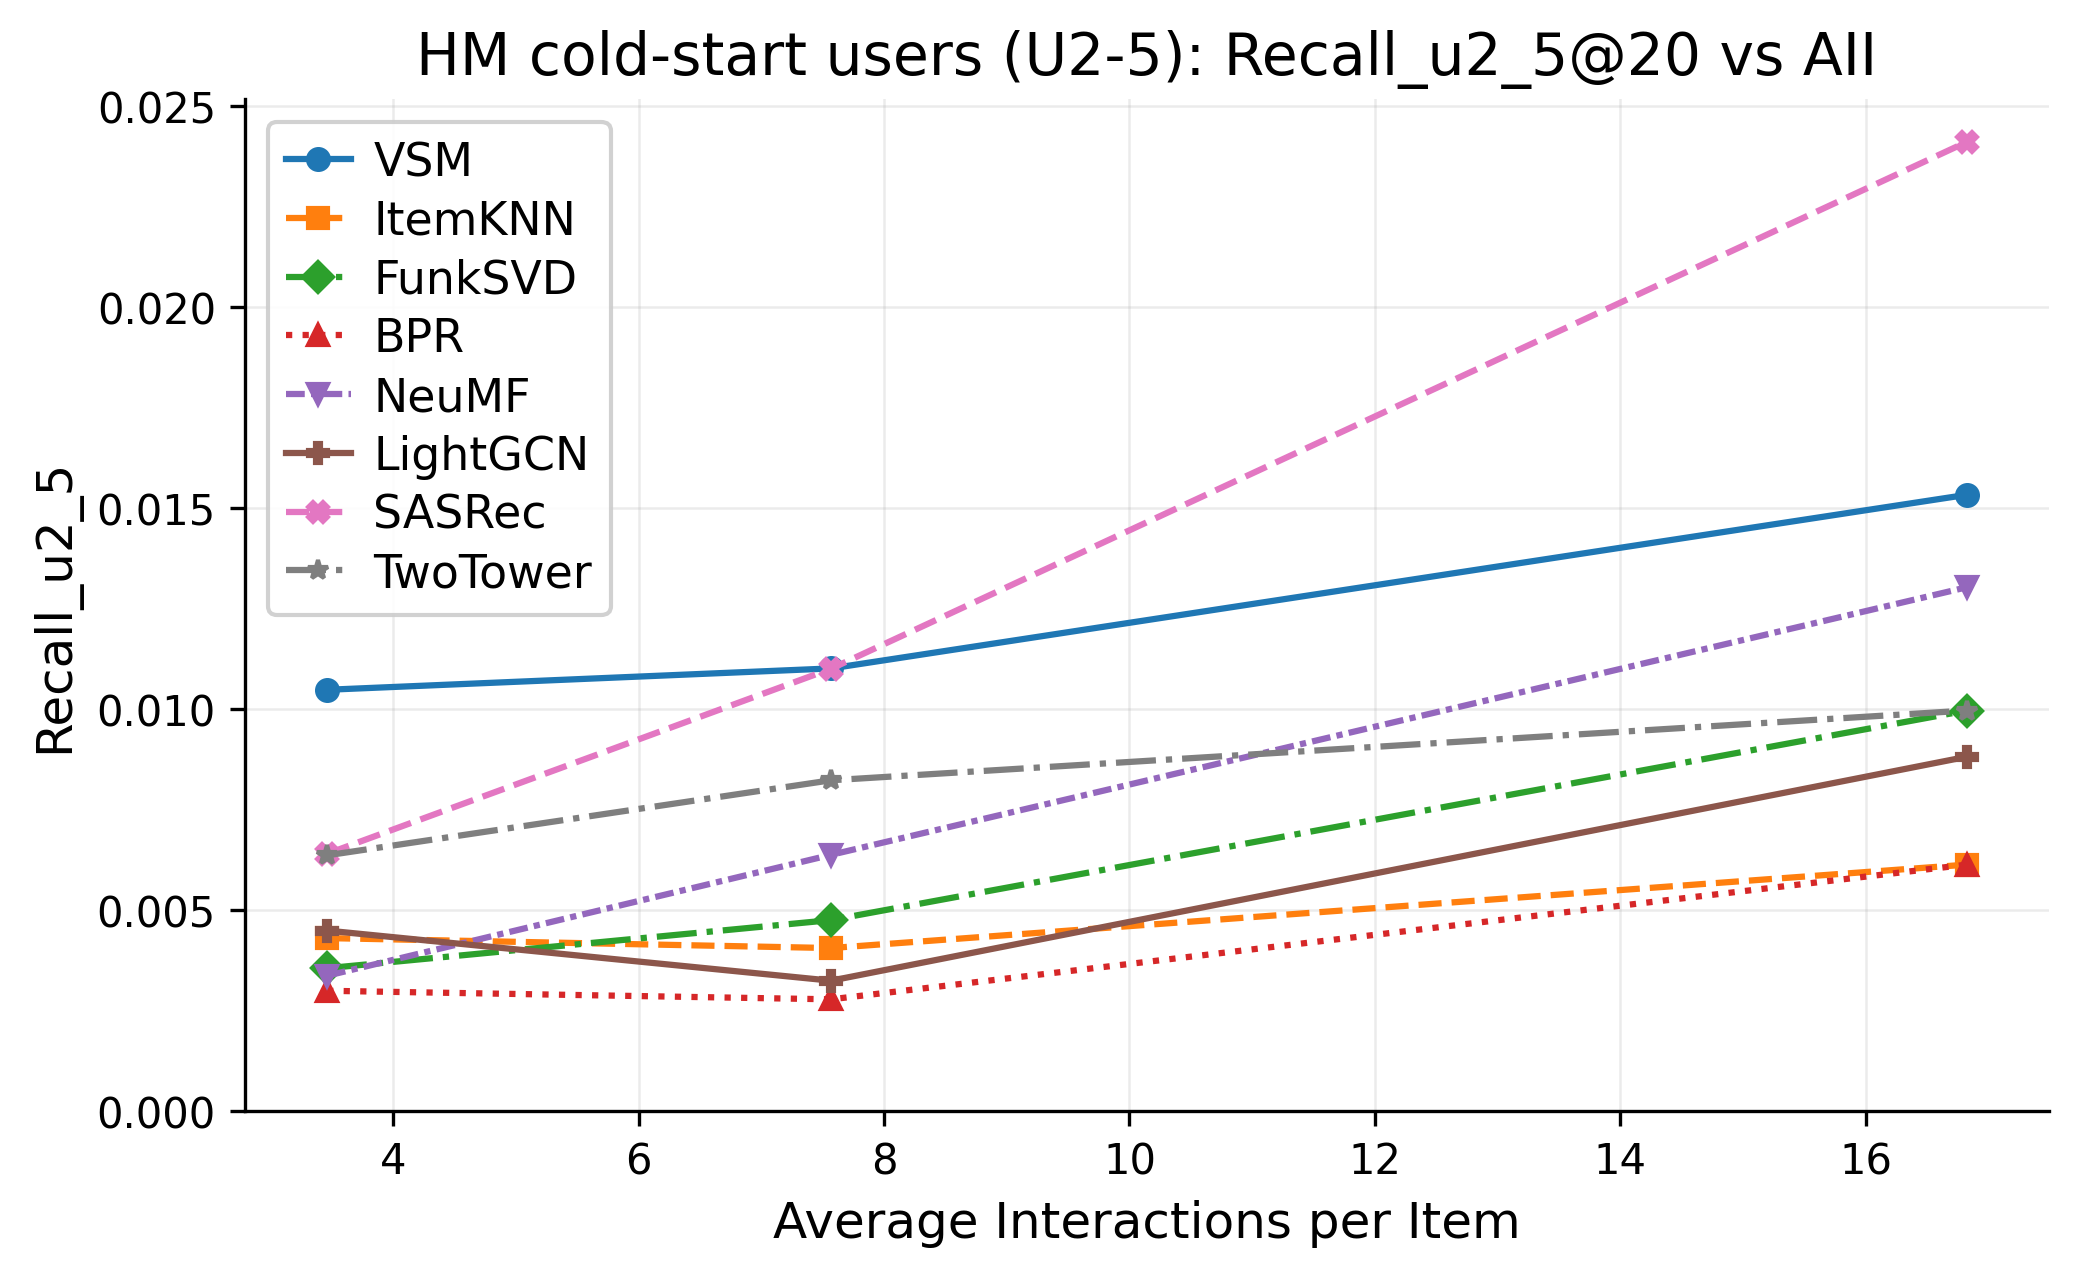 HM cold-start users (U2-5): Recall_u2_5@20 vs AII
0.025
0.020
0.015
0.010
0.005
0.000
Recall_u2_5
VSM
ItemKNN
FunkSVD
BPR
NeuMF
LightGCN
SASRec
TwoTower
4 6 8 10 12 14 16
Average Interactions per Item